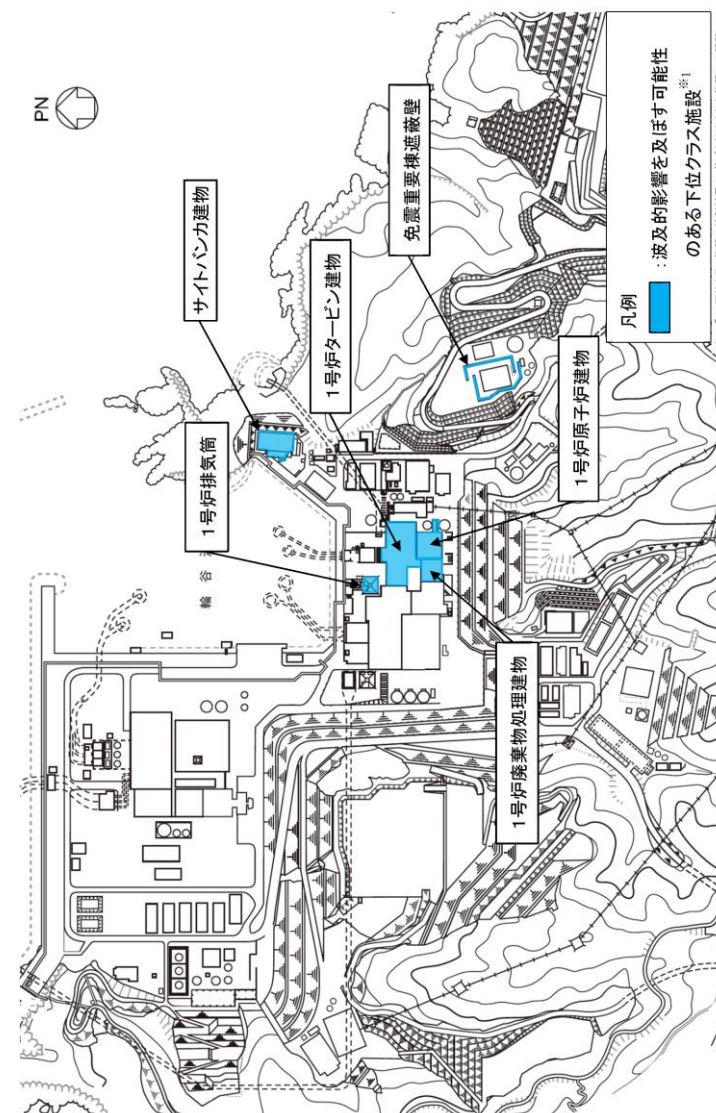 PN
サイトバンカ建物
1号炉タービン建物
免震重要棟遮蔽壁
1号炉排気筒
輪谷
1号炉原子炉建物
1号炉廃棄物処理建物
凡例
:波及的影響を及ぼす可能性
のある下位クラス施設※1